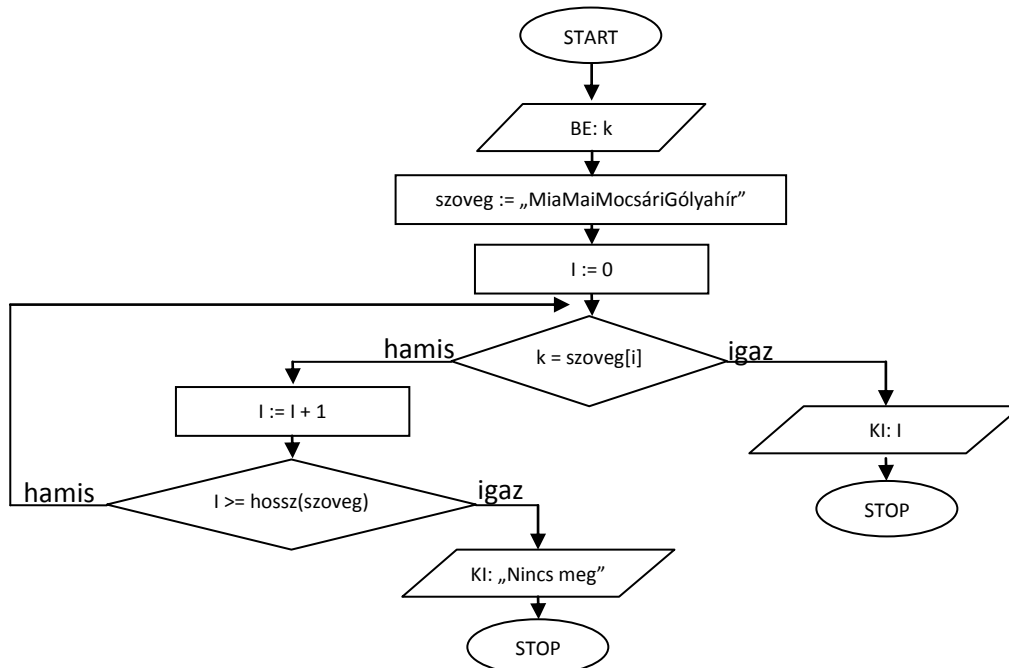 START
BE: k
szoveg := „MiaMaiMocsáriGólyahír”
I := 0
hamis
k = szoveg[i]
igaz
I := I + 1
KI: I
hamis
I >= hossz(szoveg)
igaz
STOP
KI: „Nincs meg”
STOP